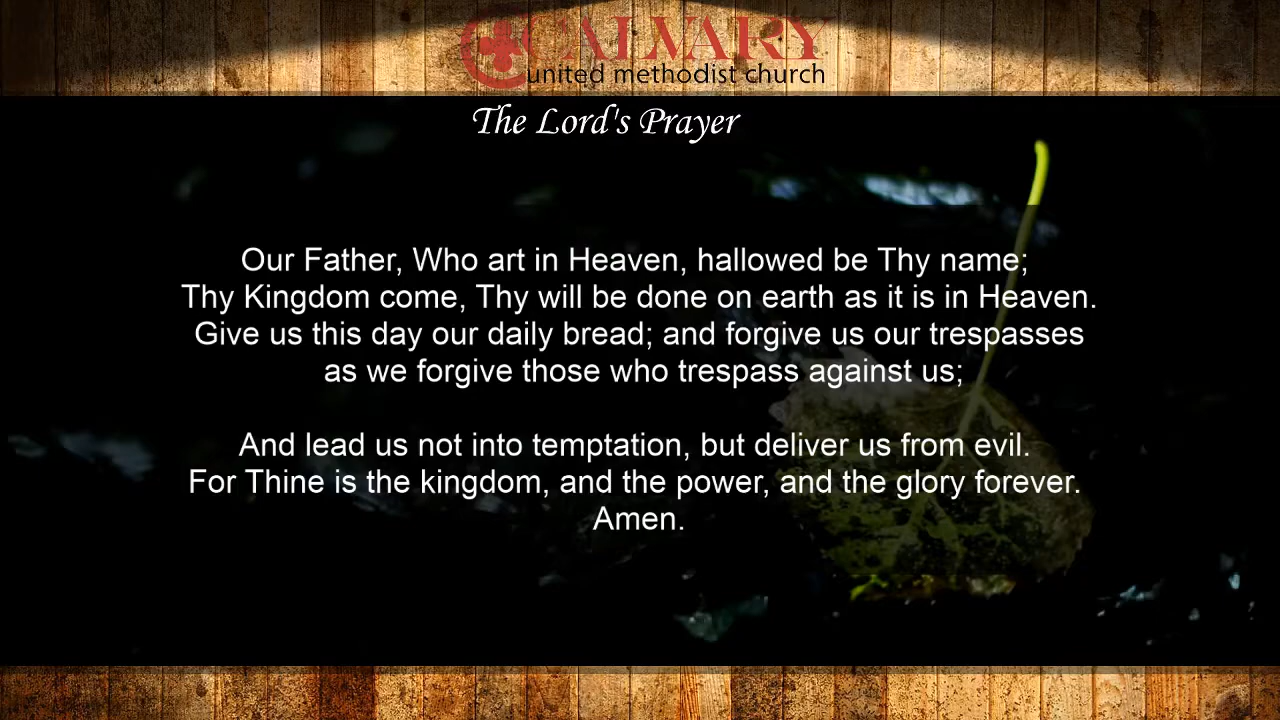 CALVARY
united methodist church
The Lord's Prayer
Our Father, Who art in Heaven, hallowed be Thy name;
Thy Kingdom come, Thy will be done on earth as it is in Heaven.
Give us this day our daily bread; and forgive us our trespasses
as we forgive those who trespass against us;
And lead us not into temptation, but deliver us from evil.
For Thine is the kingdom, and the power, and the glory forever.
Amen.